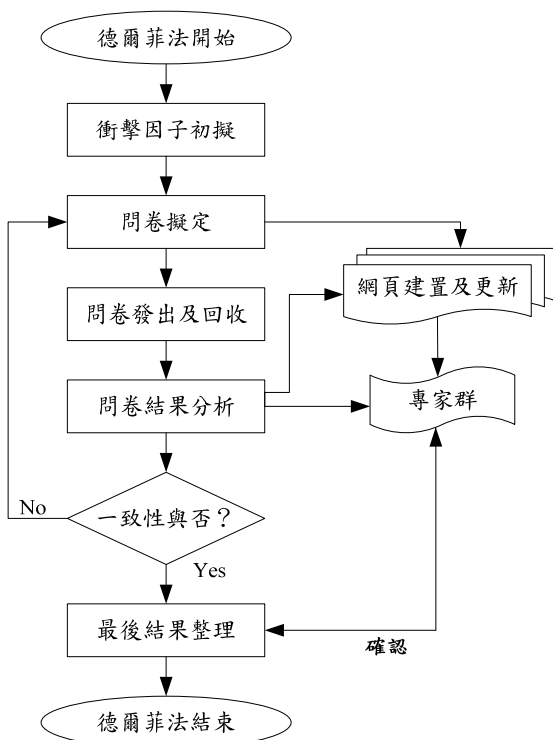 德爾菲法開始
衝擊因子初擬
問卷擬定
網頁建置及更新
問卷發出及回收
專家群
問卷結果分析
No
一致性與否？
Yes
最後結果整理
確認
德爾菲法結束